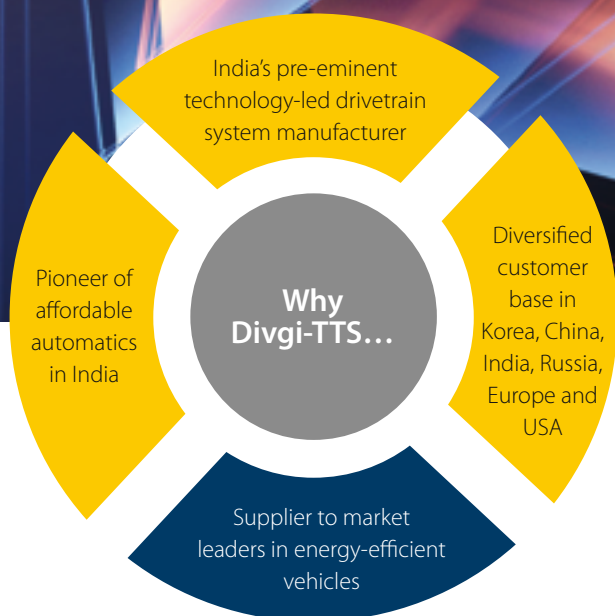 India's pre-eminent
technology-led drivetrain
system manufacturer
Pioneer of
affordable
automatics
in India
Why
Divgi-TTS...
Diversified
customer
base in
Korea, China,
India, Russia,
Europe and
USA
Supplier to market
leaders in energy-efficient
vehicles